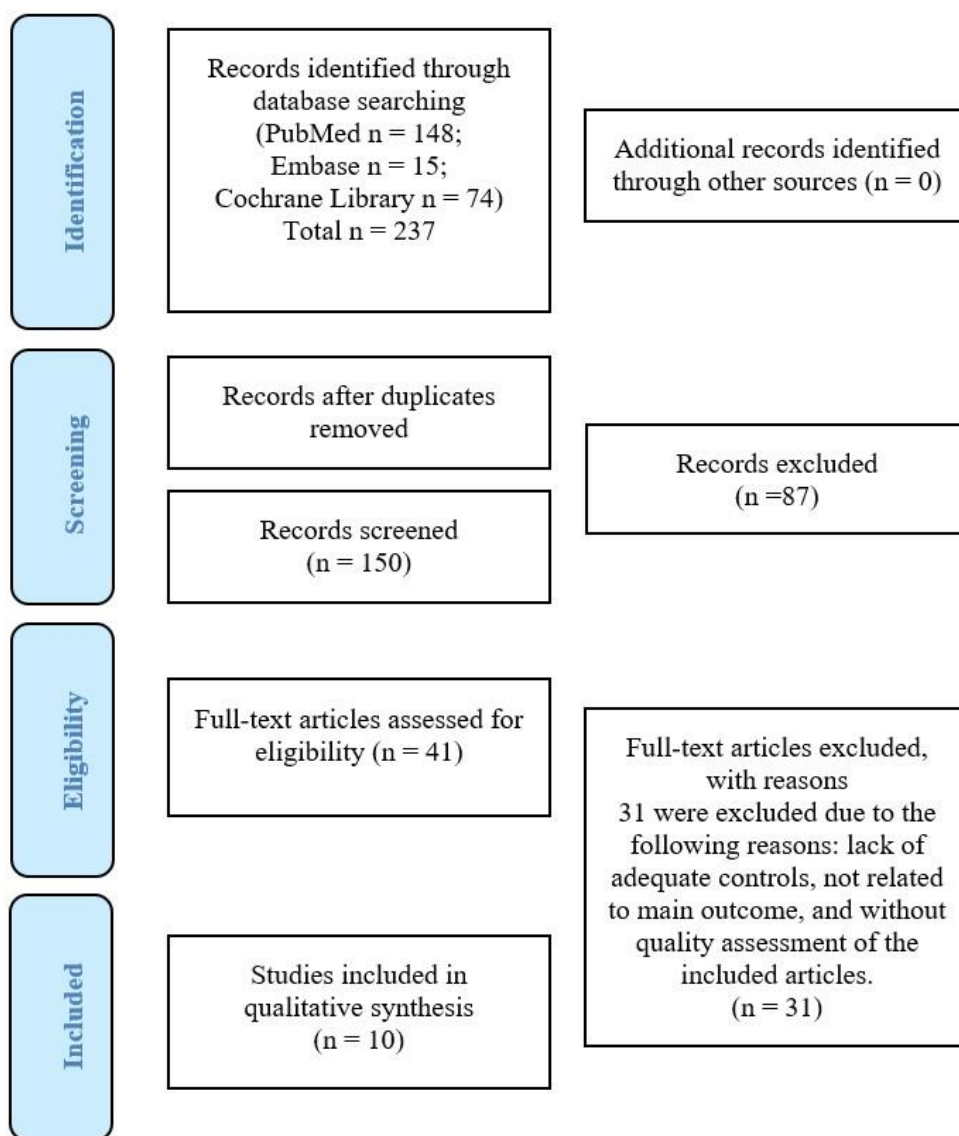 Identification
Records identified through
database searching
(PubMed n = 148;
Embase n = 15;
Cochrane Library n = 74)
Total n = 237
Additional records identified
through other sources (n = 0)
Screening
Records after duplicates
removed
Records excluded
(n =87)
Records screened
(n = 150)
Eligibility
Full-text articles assessed for
eligibility (n = 41)
Full-text articles excluded,
with reasons
31 were excluded due to the
following reasons: lack of
adequate controls, not related
to main outcome, and without
quality assessment of the
included articles.
(n = 31)
Included
Studies included in
qualitative synthesis
(n = 10)